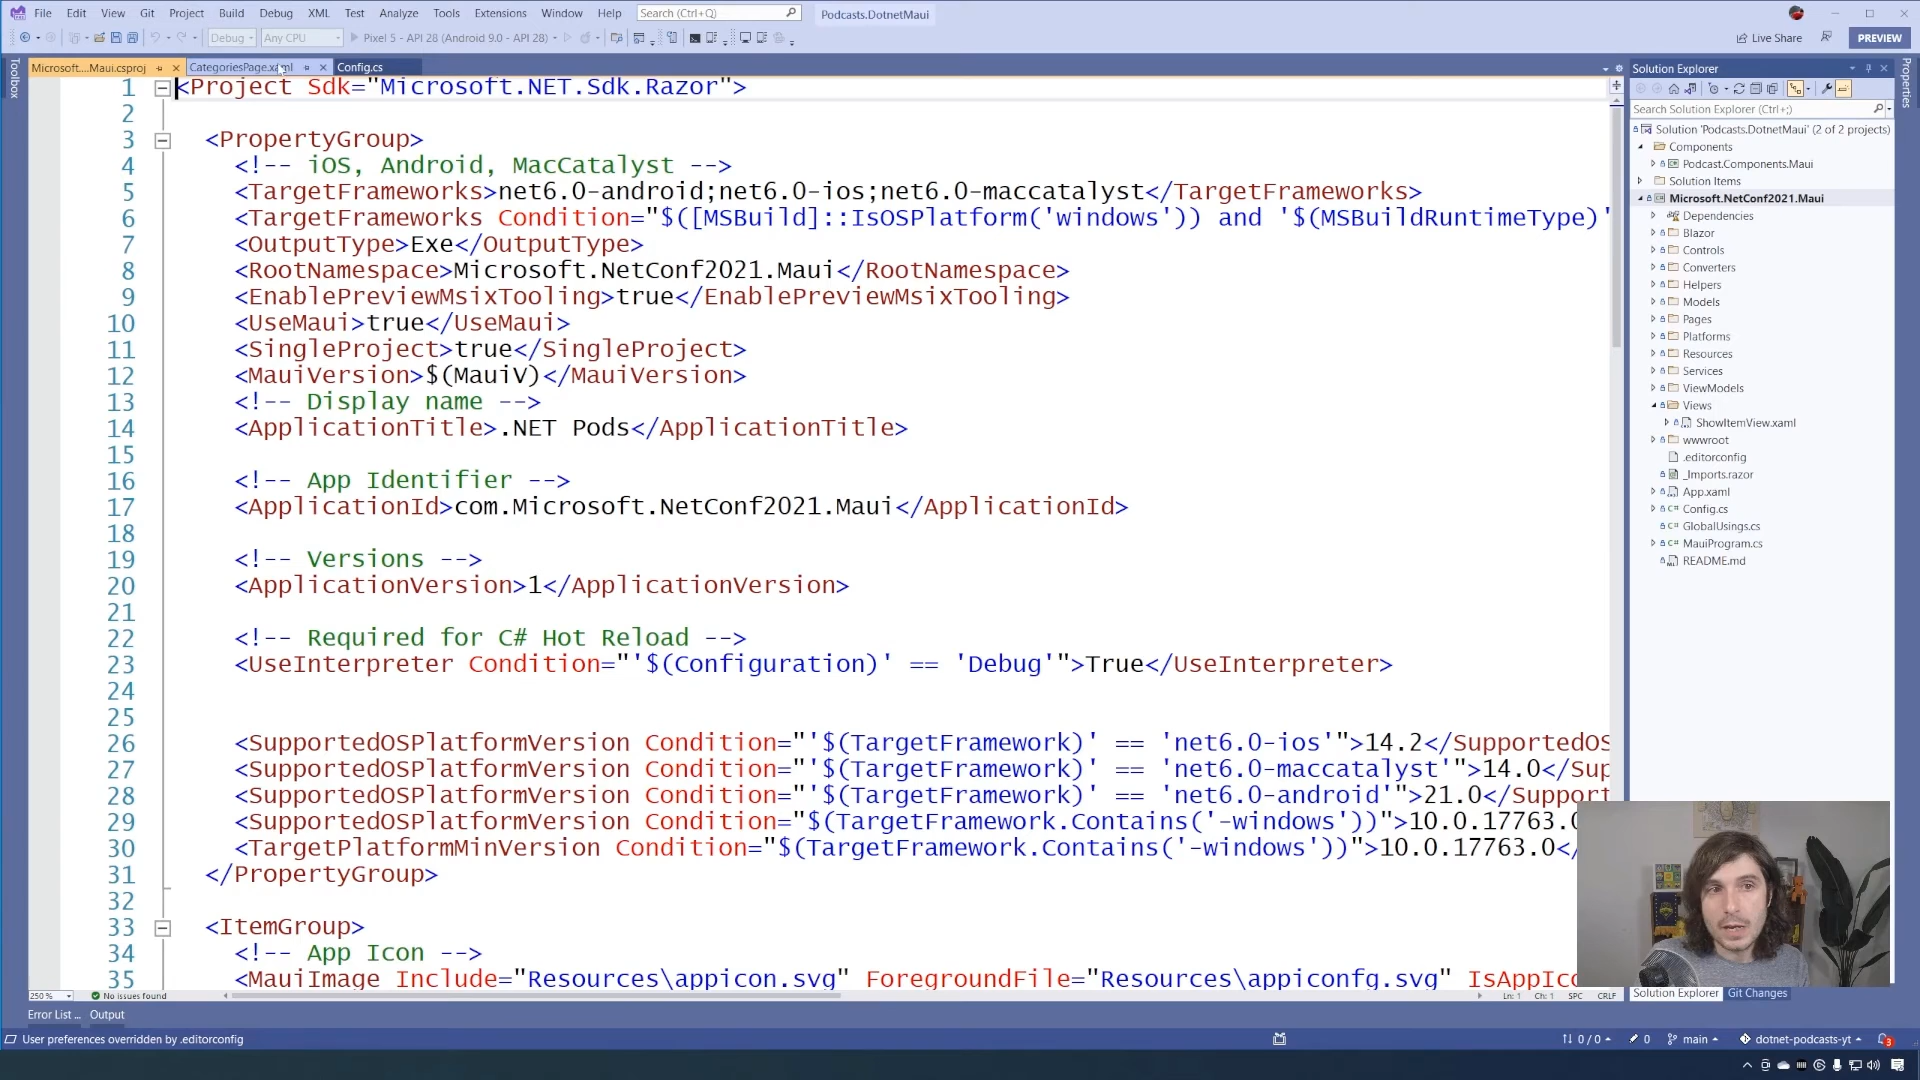 File Edit View Git Project Build Debug XML Test Analyze Tools Extensions Window Help Search (Ctrl+Q) Podcasts.DotnetMaui
Debug Any CPU Pixel 5 - API 28 (Android 9.0 - API 28) Live Share PREVIEW
Toolbox
Microsoft....Maui.csproj CategoriesPage.xaml Config.cs
1 <Project Sdk="Microsoft.NET.Sdk.Razor">
2
3 <PropertyGroup>
4 <!-- iOS, Android, MacCatalyst -->
5 <TargetFrameworks>net6.0-android;net6.0-ios;net6.0-maccatalyst</TargetFrameworks>
6 <TargetFrameworks Condition="$([MSBuild]::IsOSPlatform('windows')) and '$(MSBuildRuntimeType)'
7 <OutputType>Exe</OutputType>
8 <RootNamespace>Microsoft.NetConf2021.Maui</RootNamespace>
9 <EnablePreviewMsixTooling>true</EnablePreviewMsixTooling>
10 <UseMaui>true</UseMaui>
11 <SingleProject>true</SingleProject>
12 <MauiVersion>$(MauiV)</MauiVersion>
13 <!-- Display name -->
14 <ApplicationTitle>.NET Pods</ApplicationTitle>
15
16 <!-- App Identifier -->
17 <ApplicationId>com.Microsoft.NetConf2021.Maui</ApplicationId>
18
19 <!-- Versions -->
20 <ApplicationVersion>1</ApplicationVersion>
21
22 <!-- Required for C# Hot Reload -->
23 <UseInterpreter Condition="'$(Configuration)' == 'Debug'">True</UseInterpreter>
24
25
26 <SupportedOSPlatformVersion Condition="'$(TargetFramework)' == 'net6.0-ios'">14.2</SupportedOS
27 <SupportedOSPlatformVersion Condition="'$(TargetFramework)' == 'net6.0-maccatalyst'">14.0</Sup
28 <SupportedOSPlatformVersion Condition="'$(TargetFramework)' == 'net6.0-android'">21.0</Support
29 <SupportedOSPlatformVersion Condition="$(TargetFramework.Contains('-windows'))">10.0.17763.0
30 <TargetPlatformMinVersion Condition="$(TargetFramework.Contains('-windows'))">10.0.17763.0</
31 </PropertyGroup>
32
33 <ItemGroup>
34 <!-- App Icon -->
35 <MauiImage Include="Resources\appicon.svg" ForegroundFile="Resources\appiconfg.svg" IsAppIco
250 % No issues found Ln: 1 Ch: 1 SPC CRLF
Solution Explorer
Search Solution Explorer (Ctrl+;)
Solution 'Podcasts.DotnetMaui' (2 of 2 projects)
Components
Podcast.Components.Maui
Solution Items
Microsoft.NetConf2021.Maui
Dependencies
Blazor
Controls
Converters
Helpers
Models
Pages
Platforms
Resources
Services
ViewModels
Views
ShowItemView.xaml
wwwroot
.editorconfig
_Imports.razor
App.xaml
C# Config.cs
C# GlobalUsings.cs
C# MauiProgram.cs
README.md
Properties
Solution Explorer Git Changes
Error List ... Output
User preferences overridden by .editorconfig 0 / 0 0 main dotnet-podcasts-yt 3